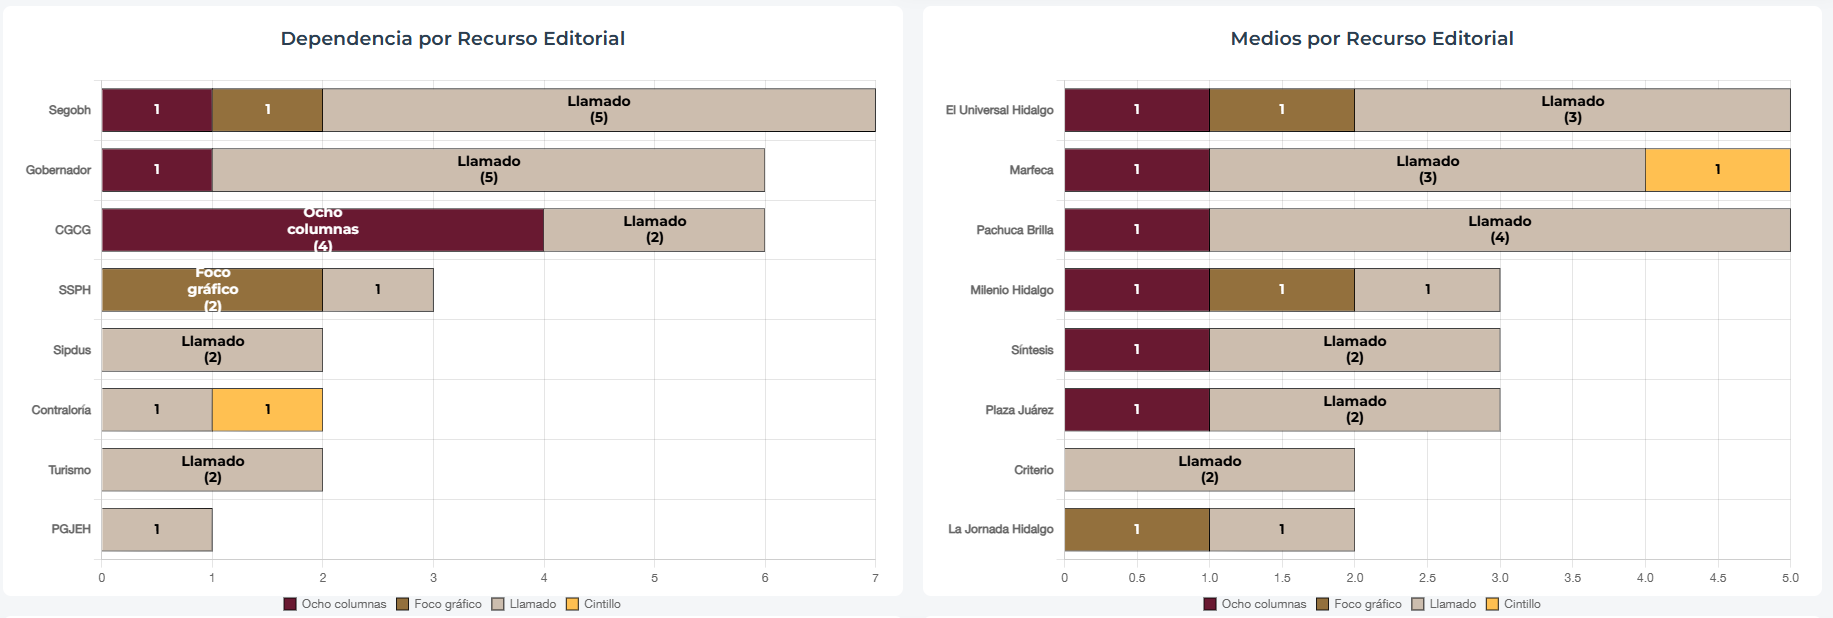 Dependencia por Recurso Editorial
Segobh
1
1
Llamado
(5)
Gobernador
1
Llamado
(5)
CGCG
Ocho
columnas
(4)
Llamado
(2)
SSPH
Foco
gráfico
(2)
1
Sipdus
Llamado
(2)
Contraloría
1
1
Turismo
Llamado
(2)
PGJEH
1
0 1 2 3 4 5 6 7
Ocho columnas Foco gráfico Llamado Cintillo
Medios por Recurso Editorial
El Universal Hidalgo
1
1
Llamado
(3)
Marfeca
1
Llamado
(3)
1
Pachuca Brilla
1
Llamado
(4)
Milenio Hidalgo
1
1
1
Síntesis
1
Llamado
(2)
Plaza Juárez
1
Llamado
(2)
Criterio
Llamado
(2)
La Jornada Hidalgo
1
1
0 0.5 1.0 1.5 2.0 2.5 3.0 3.5 4.0 4.5 5.0
Ocho columnas Foco gráfico Llamado Cintillo